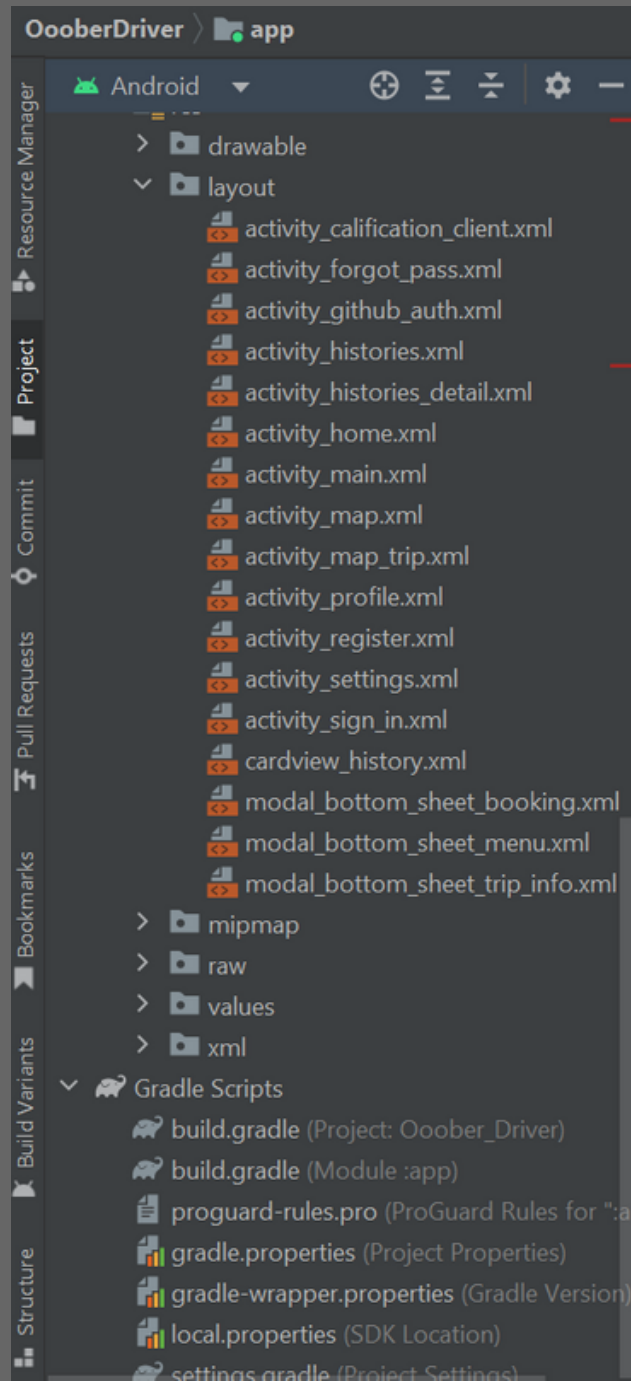 OooberDriver
app
Android
Resource Manager
Project
Commit
Pull Requests
Bookmarks
Build Variants
Structure
drawable
layout
activity_calification_client.xml
activity_forgot_pass.xml
activity_github_auth.xml
activity_histories.xml
activity_histories_detail.xml
activity_home.xml
activity_main.xml
activity_map.xml
activity_map_trip.xml
activity_profile.xml
activity_register.xml
activity_settings.xml
activity_sign_in.xml
cardview_history.xml
modal_bottom_sheet_booking.xml
modal_bottom_sheet_menu.xml
modal_bottom_sheet_trip_info.xml
mipmap
raw
values
xml
Gradle Scripts
build.gradle (Project: Ooober_Driver)
build.gradle (Module :app)
proguard-rules.pro (ProGuard Rules for ":a
gradle.properties (Project Properties)
gradle-wrapper.properties (Gradle Version)
local.properties (SDK Location)
settings.gradle (Project Settings)